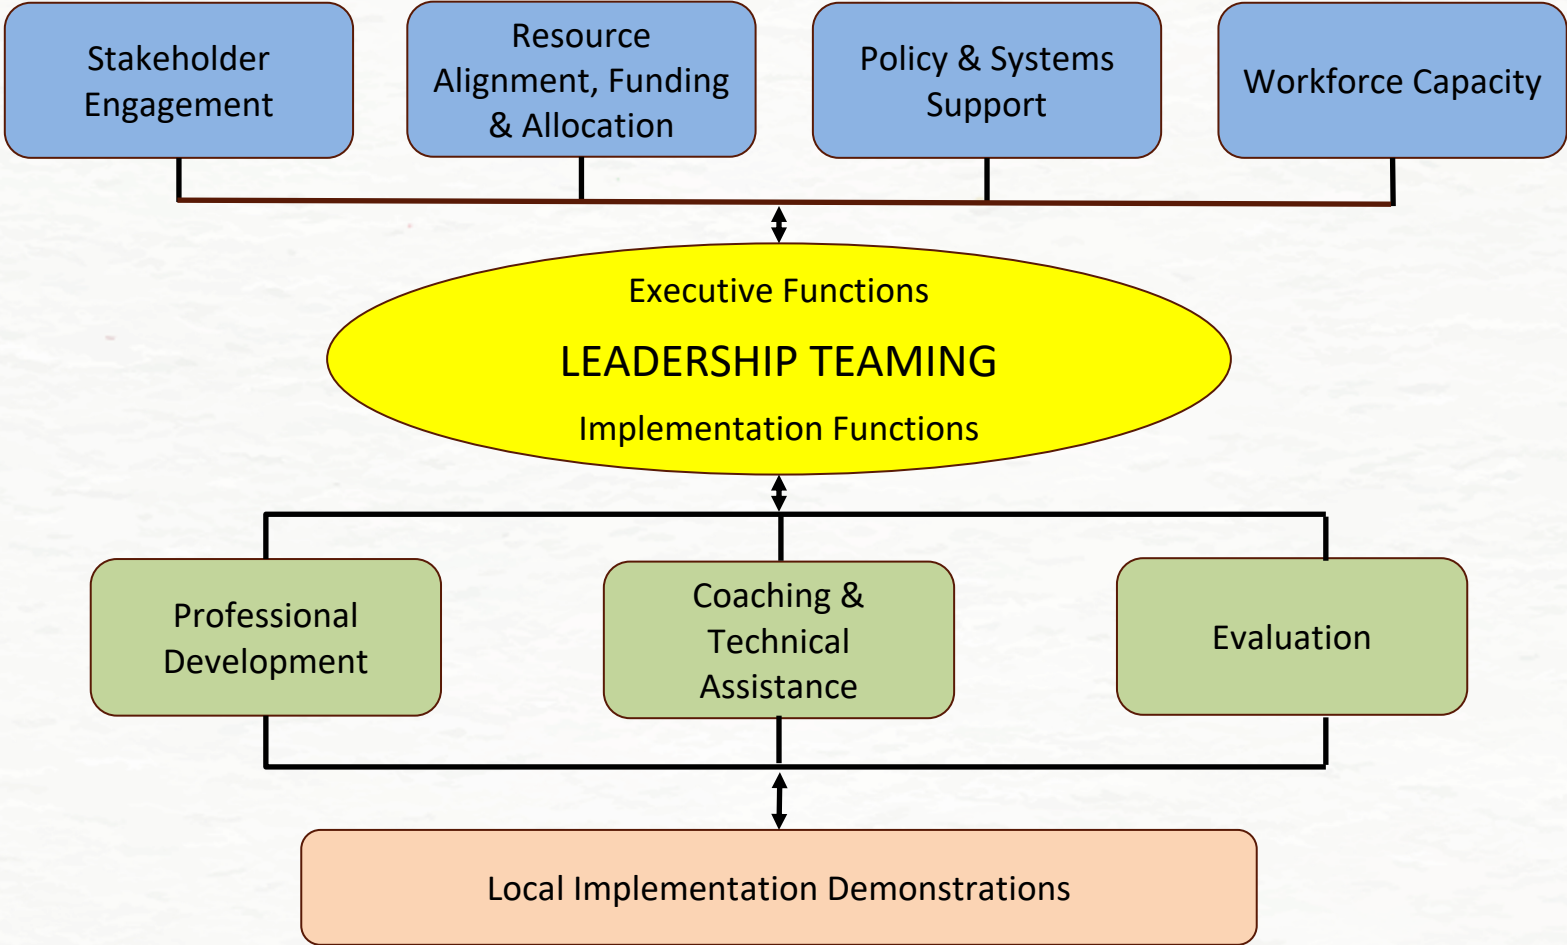 Stakeholder
Engagement
Resource
Alignment, Funding
& Allocation
Policy & Systems
Support
Workforce Capacity
Executive Functions
LEADERSHIP TEAMING
Implementation Functions
Professional
Development
Coaching &
Technical
Assistance
Evaluation
Local Implementation Demonstrations